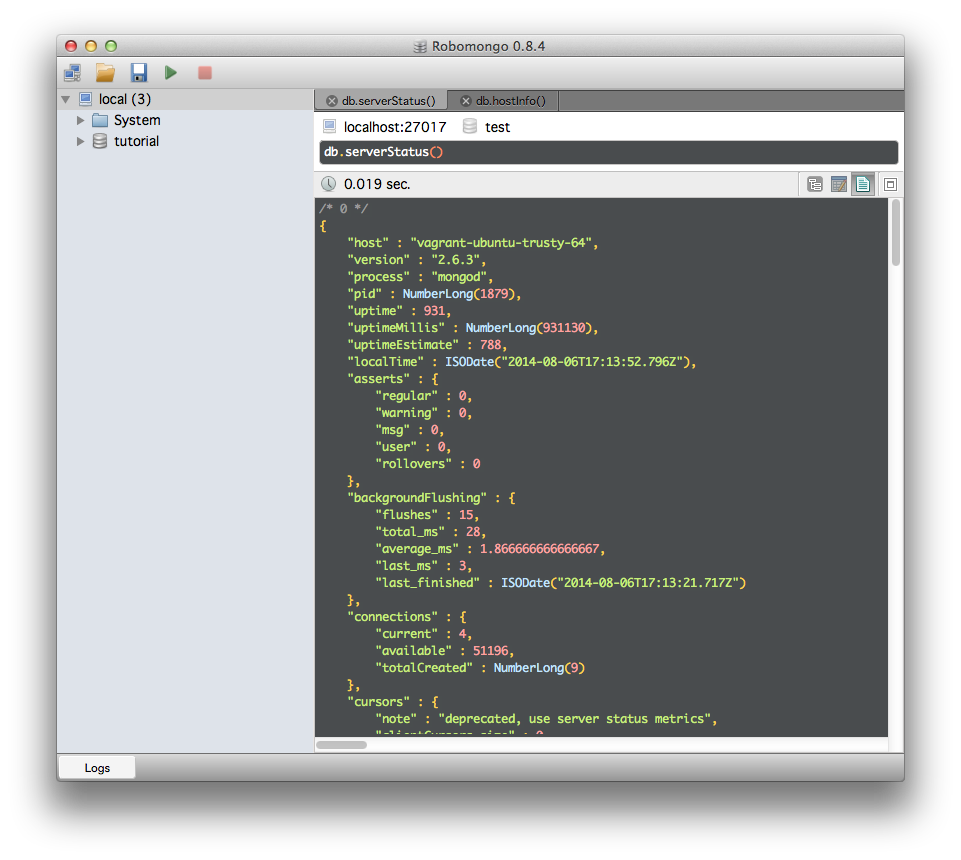 Robomongo 0.8.4
local (3)
System
tutorial
db.serverStatus() db.hostInfo()
localhost:27017 test
db.serverStatus()
0.019 sec.
/* 0 */
{
"host" : "vagrant-ubuntu-trusty-64",
"version" : "2.6.3",
"process" : "mongod",
"pid" : NumberLong(1879),
"uptime" : 931,
"uptimeMillis" : NumberLong(931130),
"uptimeEstimate" : 788,
"localTime" : ISODate("2014-08-06T17:13:52.796Z"),
"asserts" : {
"regular" : 0,
"warning" : 0,
"msg" : 0,
"user" : 0,
"rollovers" : 0
},
"backgroundFlushing" : {
"flushes" : 15,
"total_ms" : 28,
"average_ms" : 1.866666666666667,
"last_ms" : 3,
"last_finished" : ISODate("2014-08-06T17:13:21.717Z")
},
"connections" : {
"current" : 4,
"available" : 51196,
"totalCreated" : NumberLong(9)
},
"cursors" : {
"note" : "deprecated, use server status metrics",
Logs